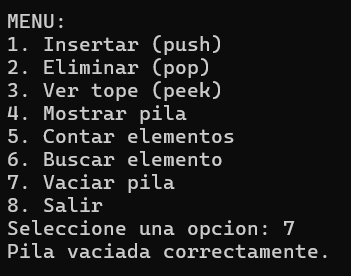 MENU:
1. Insertar (push)
2. Eliminar (pop)
3. Ver tope (peek)
4. Mostrar pila
5. Contar elementos
6. Buscar elemento
7. Vaciar pila
8. Salir
Seleccione una opcion: 7
Pila vaciada correctamente.